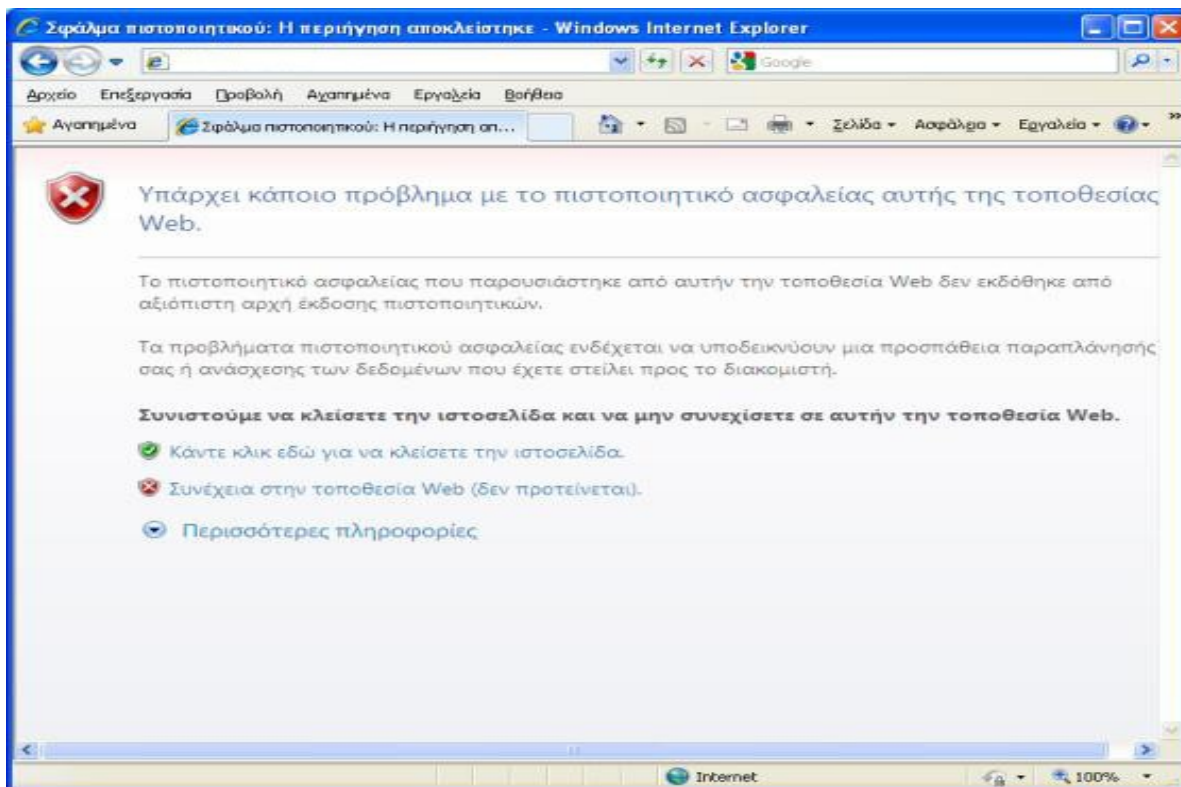 Σφάλμα πιστοποιητικού: Η περιήγηση αποκλείστηκε - Windows Internet Explorer
Google
Αρχείο Επεξεργασία Προβολή Αγαπημένα Εργαλεία Βοήθεια
Αγαπημένα Σφάλμα πιστοποιητικού: Η περιήγηση απ... Σελίδα Ασφάλεια Εργαλεία »
Υπάρχει κάποιο πρόβλημα με το πιστοποιητικό ασφαλείας αυτής της τοποθεσίας
Web.
Το πιστοποιητικό ασφαλείας που παρουσιάστηκε από αυτήν την τοποθεσία Web δεν εκδόθηκε από
αξιόπιστη αρχή έκδοσης πιστοποιητικών.
Τα προβλήματα πιστοποιητικού ασφαλείας ενδέχεται να υποδεικνύουν μια προσπάθεια παραπλάνησής
σας ή ανάσχεσης των δεδομένων που έχετε στείλει προς το διακομιστή.
Συνιστούμε να κλείσετε την ιστοσελίδα και να μην συνεχίσετε σε αυτήν την τοποθεσία Web.
Κάντε κλικ εδώ για να κλείσετε την ιστοσελίδα.
Συνέχεια στην τοποθεσία Web (δεν προτείνεται).
Περισσότερες πληροφορίες
Internet 100%